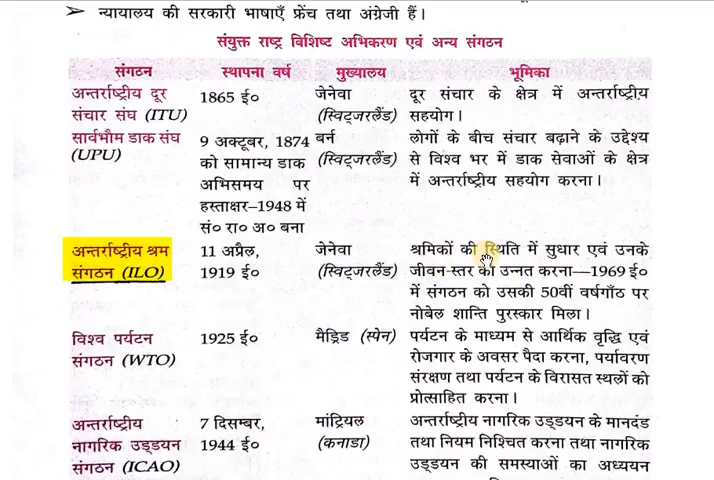 ➢ न्यायालय की सरकारी भाषाएँ फ्रेंच तथा अंग्रेजी हैं।
संयुक्त राष्ट्र विशिष्ट अभिकरण एवं अन्य संगठन
संगठन स्थापना वर्ष मुख्यालय भूमिका
अन्तर्राष्ट्रीय दूर 1865 ई० जेनेवा दूर संचार के क्षेत्र में अन्तर्राष्ट्रीय
संचार संघ (ITU) (स्विट्जरलैंड) सहयोग।
सार्वभौम डाक संघ 9 अक्टूबर, 1874 बर्न लोगों के बीच संचार बढ़ाने के उद्देश्य
(UPU) को सामान्य डाक (स्विट्जरलैंड) से विश्व भर में डाक सेवाओं के क्षेत्र
अभिसमय पर में अन्तर्राष्ट्रीय सहयोग करना।
हस्ताक्षर–1948 में
सं० रा० अ० बना
अन्तर्राष्ट्रीय श्रम 11 अप्रैल, जेनेवा श्रमिकों की स्थिति में सुधार एवं उनके
संगठन (ILO) 1919 ई० (स्विट्जरलैंड) जीवन-स्तर को उन्नत करना—1969 ई०
में संगठन को उसकी 50वीं वर्षगाँठ पर
नोबेल शान्ति पुरस्कार मिला।
विश्व पर्यटन 1925 ई० मैड्रिड (स्पेन) पर्यटन के माध्यम से आर्थिक वृद्धि एवं
संगठन (WTO) रोजगार के अवसर पैदा करना, पर्यावरण
संरक्षण तथा पर्यटन के विरासत स्थलों को
प्रोत्साहित करना।
अन्तर्राष्ट्रीय 7 दिसम्बर, मांट्रियल अन्तर्राष्ट्रीय नागरिक उड्डयन के मानदंड
नागरिक उड्डयन 1944 ई० (कनाडा) तथा नियम निश्चित करना तथा नागरिक
संगठन (ICAO) उड्डयन की समस्याओं का अध्ययन